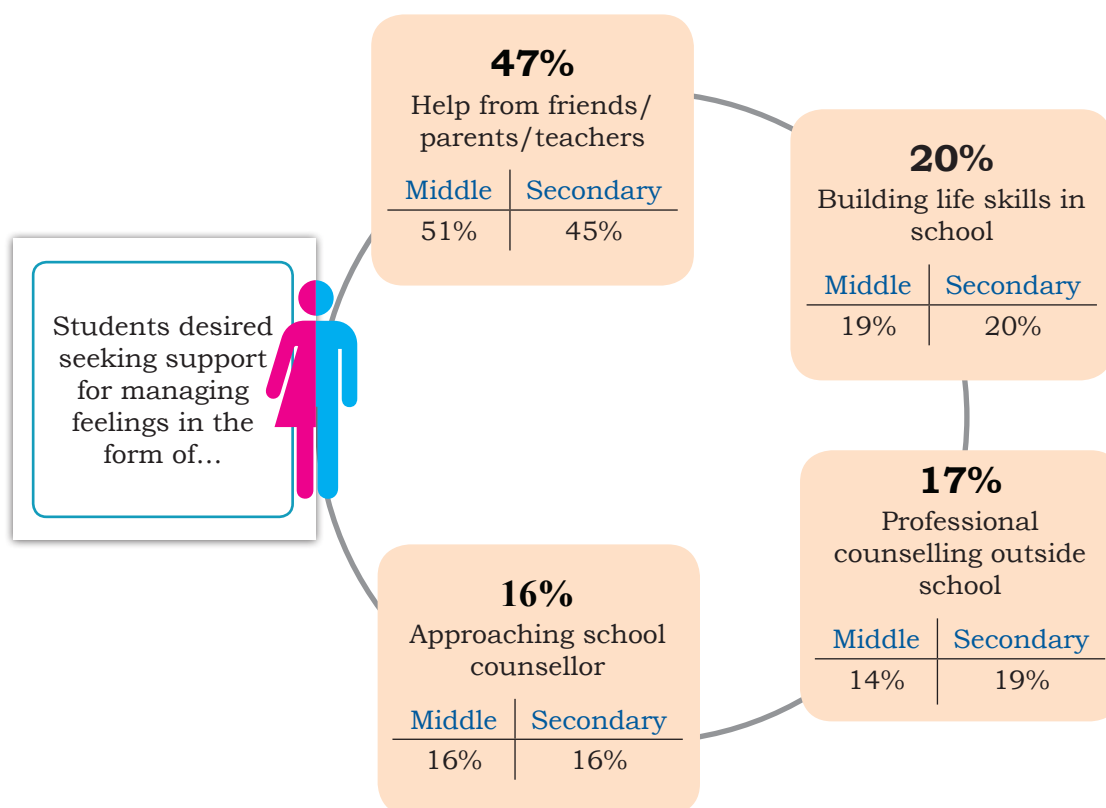 Students desired
seeking support
for managing
feelings in the
form of...
47%
Help from friends/
parents/teachers
Middle Secondary
51% 45%
20%
Building life skills in
school
Middle Secondary
19% 20%
17%
Professional
counselling outside
school
Middle Secondary
14% 19%
16%
Approaching school
counsellor
Middle Secondary
16% 16%